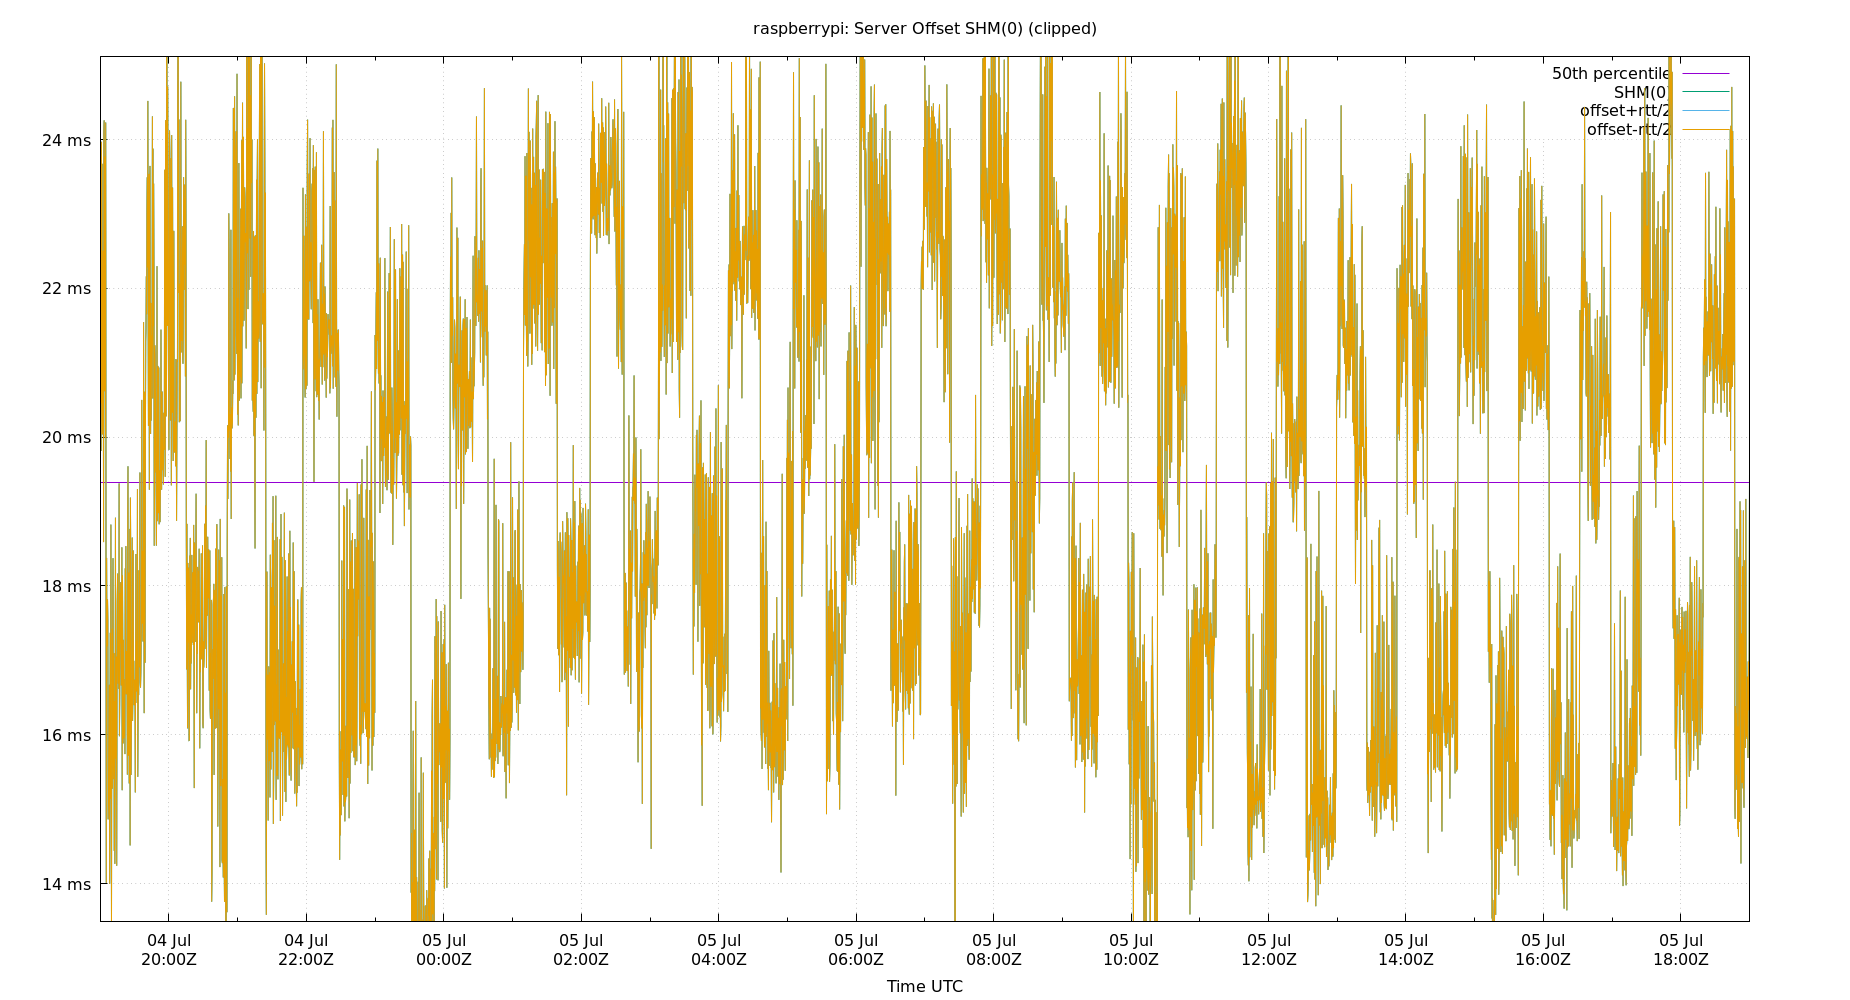 raspberrypi: Server Offset SHM(0) (clipped)
50th percentile
SHM(0)
offset+rtt/2
offset-rtt/2
24 ms
22 ms
20 ms
18 ms
16 ms
14 ms
04 Jul 04 Jul 05 Jul 05 Jul 05 Jul 05 Jul 05 Jul 05 Jul 05 Jul 05 Jul 05 Jul 05 Jul
20:00Z 22:00Z 00:00Z 02:00Z 04:00Z 06:00Z 08:00Z 10:00Z 12:00Z 14:00Z 16:00Z 18:00Z
Time UTC